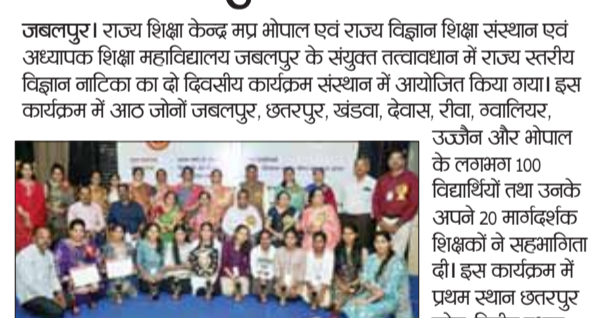 जबलपुर। राज्य शिक्षा केन्द्र मप्र भोपाल एवं राज्य विज्ञान शिक्षा संस्थान एवं
अध्यापक शिक्षा महाविद्यालय जबलपुर के संयुक्त तत्वावधान में राज्य स्तरीय
विज्ञान नाटिका का दो दिवसीय कार्यक्रम संस्थान में आयोजित किया गया। इस
कार्यक्रम में आठ जोनों जबलपुर, छतरपुर, खंडवा, देवास, रीवा, ग्वालियर,
उज्जैन और भोपाल
के लगभग 100
विद्यार्थियों तथा उनके
अपने 20 मार्गदर्शक
शिक्षकों ने सहभागिता
दी। इस कार्यक्रम में
प्रथम स्थान छतरपुर